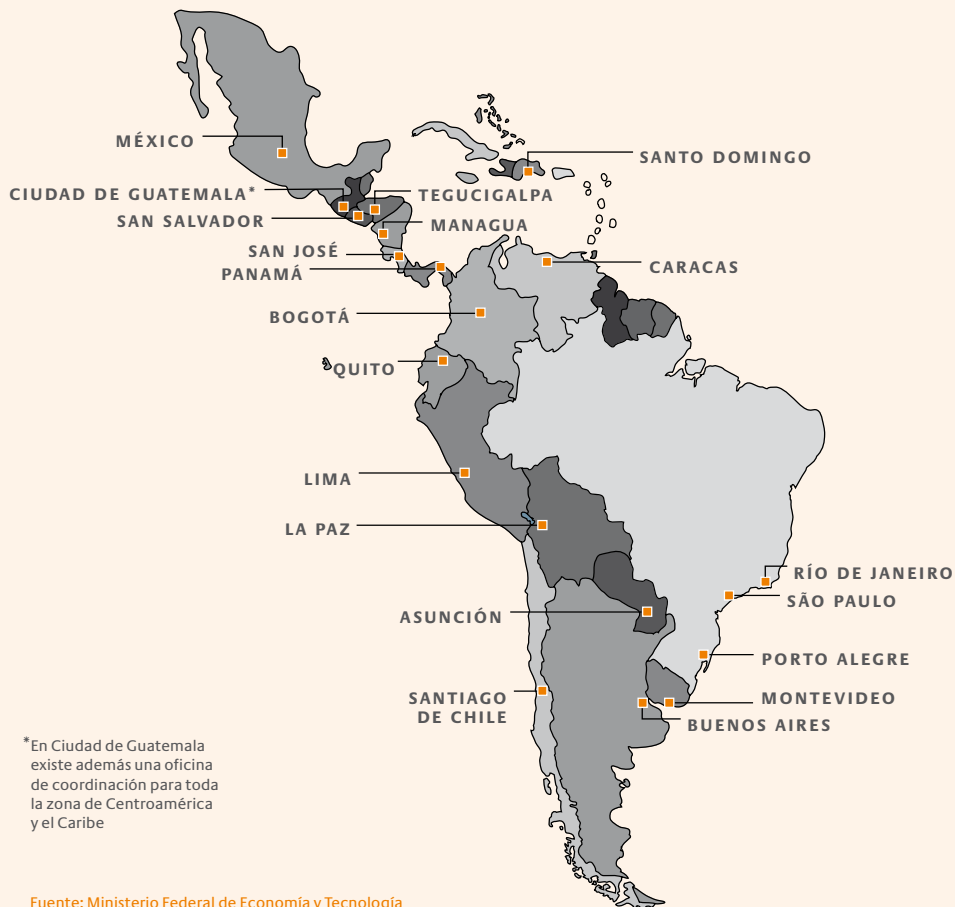 MÉXICO
SANTO DOMINGO
CIUDAD DE GUATEMALA*
TEGUCIGALPA
SAN SALVADOR
MANAGUA
SAN JOSÉ
PANAMÁ
CARACAS
BOGOTÁ
QUITO
LIMA
LA PAZ
RÍO DE JANEIRO
SÃO PAULO
ASUNCIÓN
PORTO ALEGRE
SANTIAGO
DE CHILE
MONTEVIDEO
BUENOS AIRES
*En Ciudad de Guatemala
existe además una oficina
de coordinación para toda
la zona de Centroamérica
y el Caribe
Fuente: Ministerio Federal de Economía y Tecnología